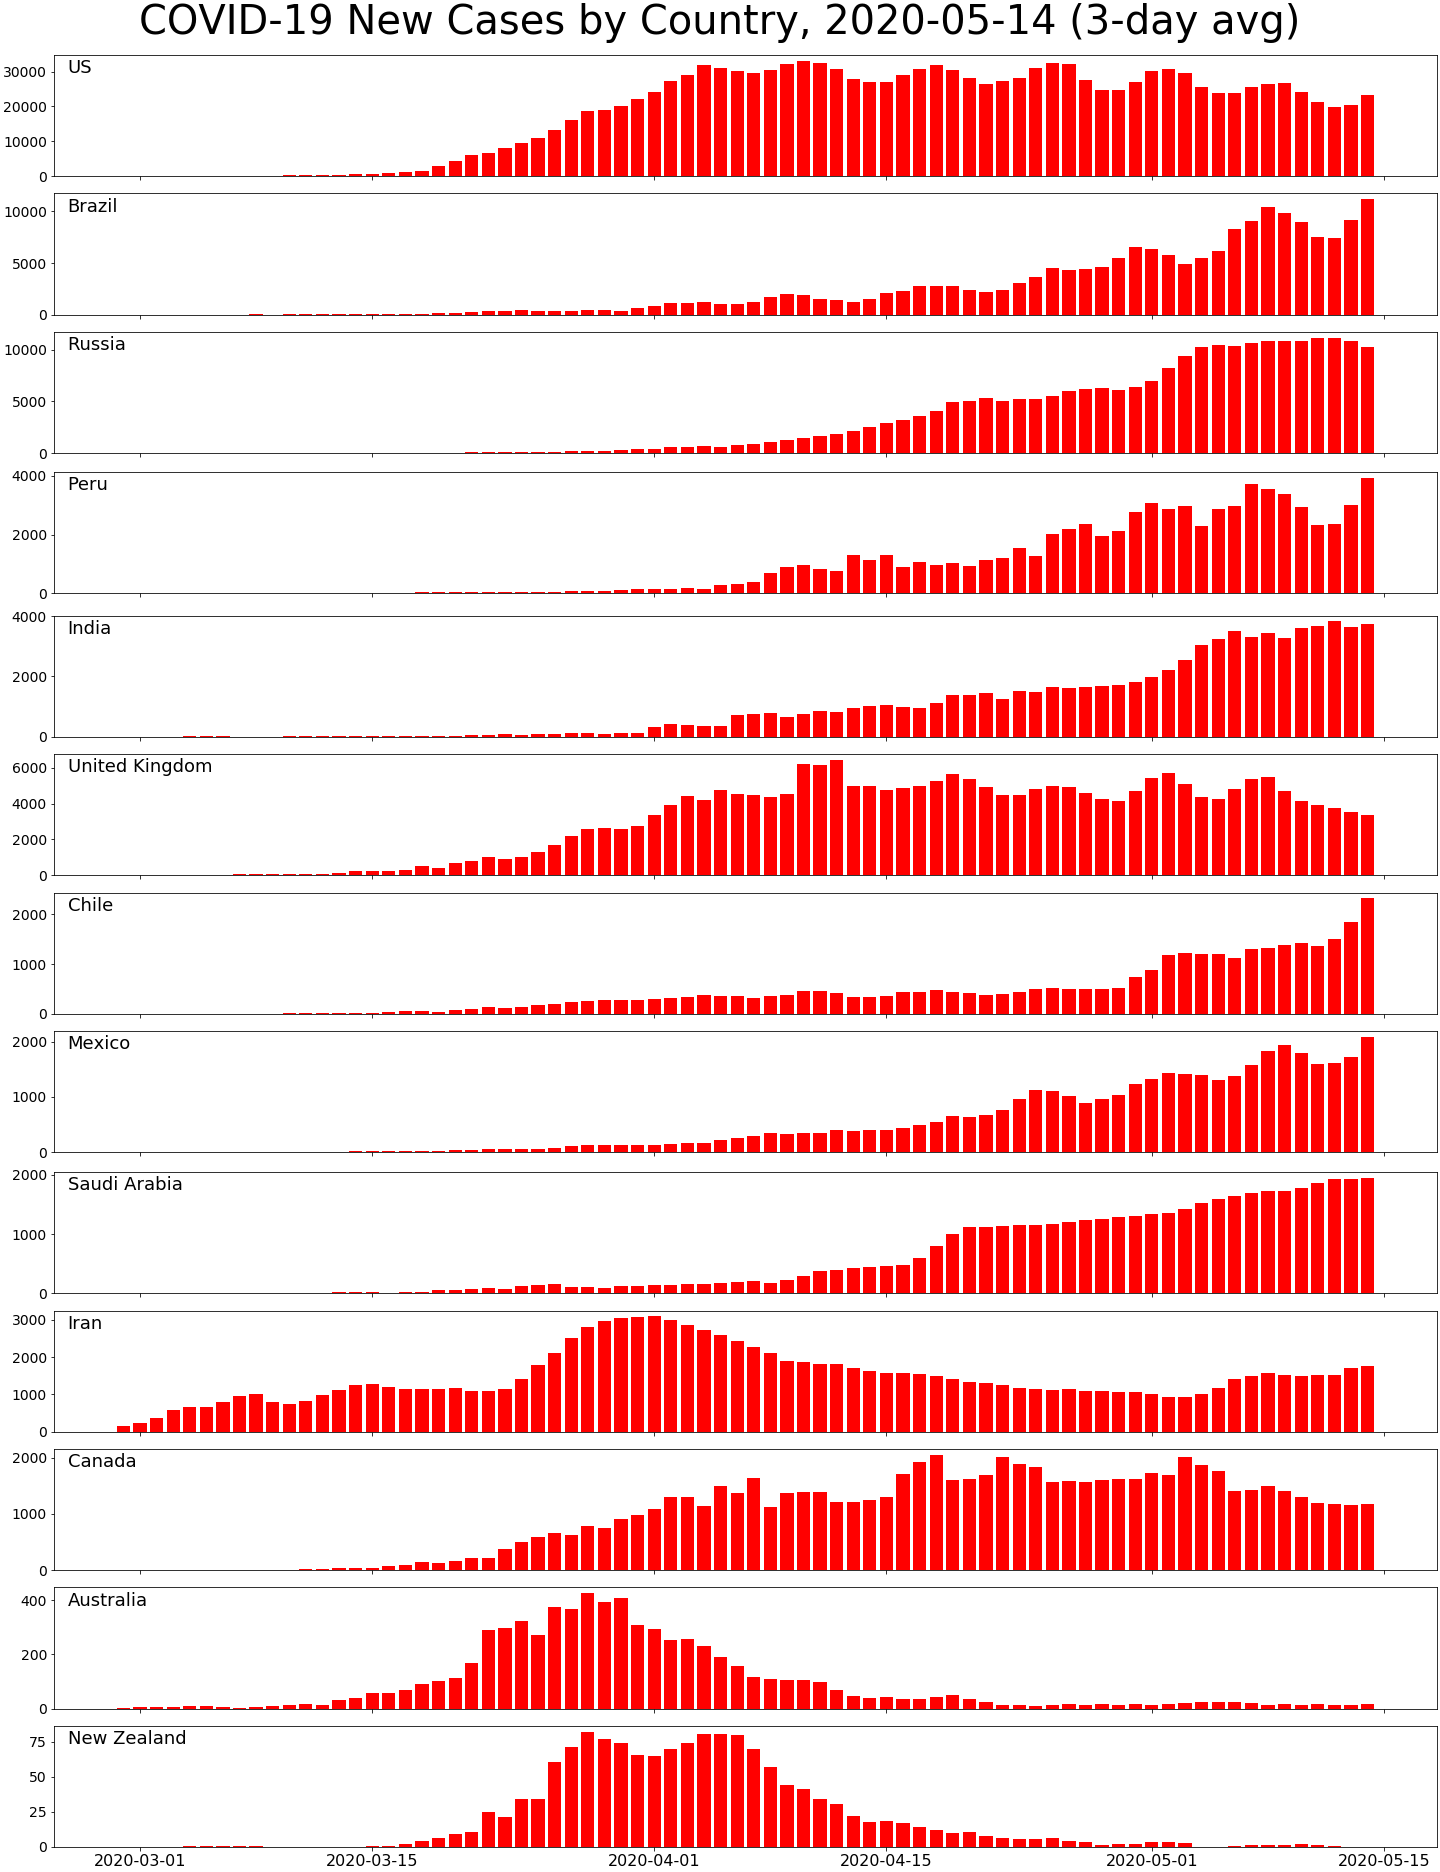 COVID-19 New Cases by Country, 2020-05-14 (3-day avg)
US
30000
20000
10000
0
Brazil
10000
5000
0
Russia
10000
5000
0
Peru
4000
2000
0
India
4000
2000
0
United Kingdom
6000
4000
2000
0
Chile
2000
1000
0
Mexico
2000
1000
0
Saudi Arabia
2000
1000
0
Iran
3000
2000
1000
0
Canada
2000
1000
0
Australia
400
200
0
New Zealand
75
50
25
0
2020-03-01 2020-03-15 2020-04-01 2020-04-15 2020-05-01 2020-05-15